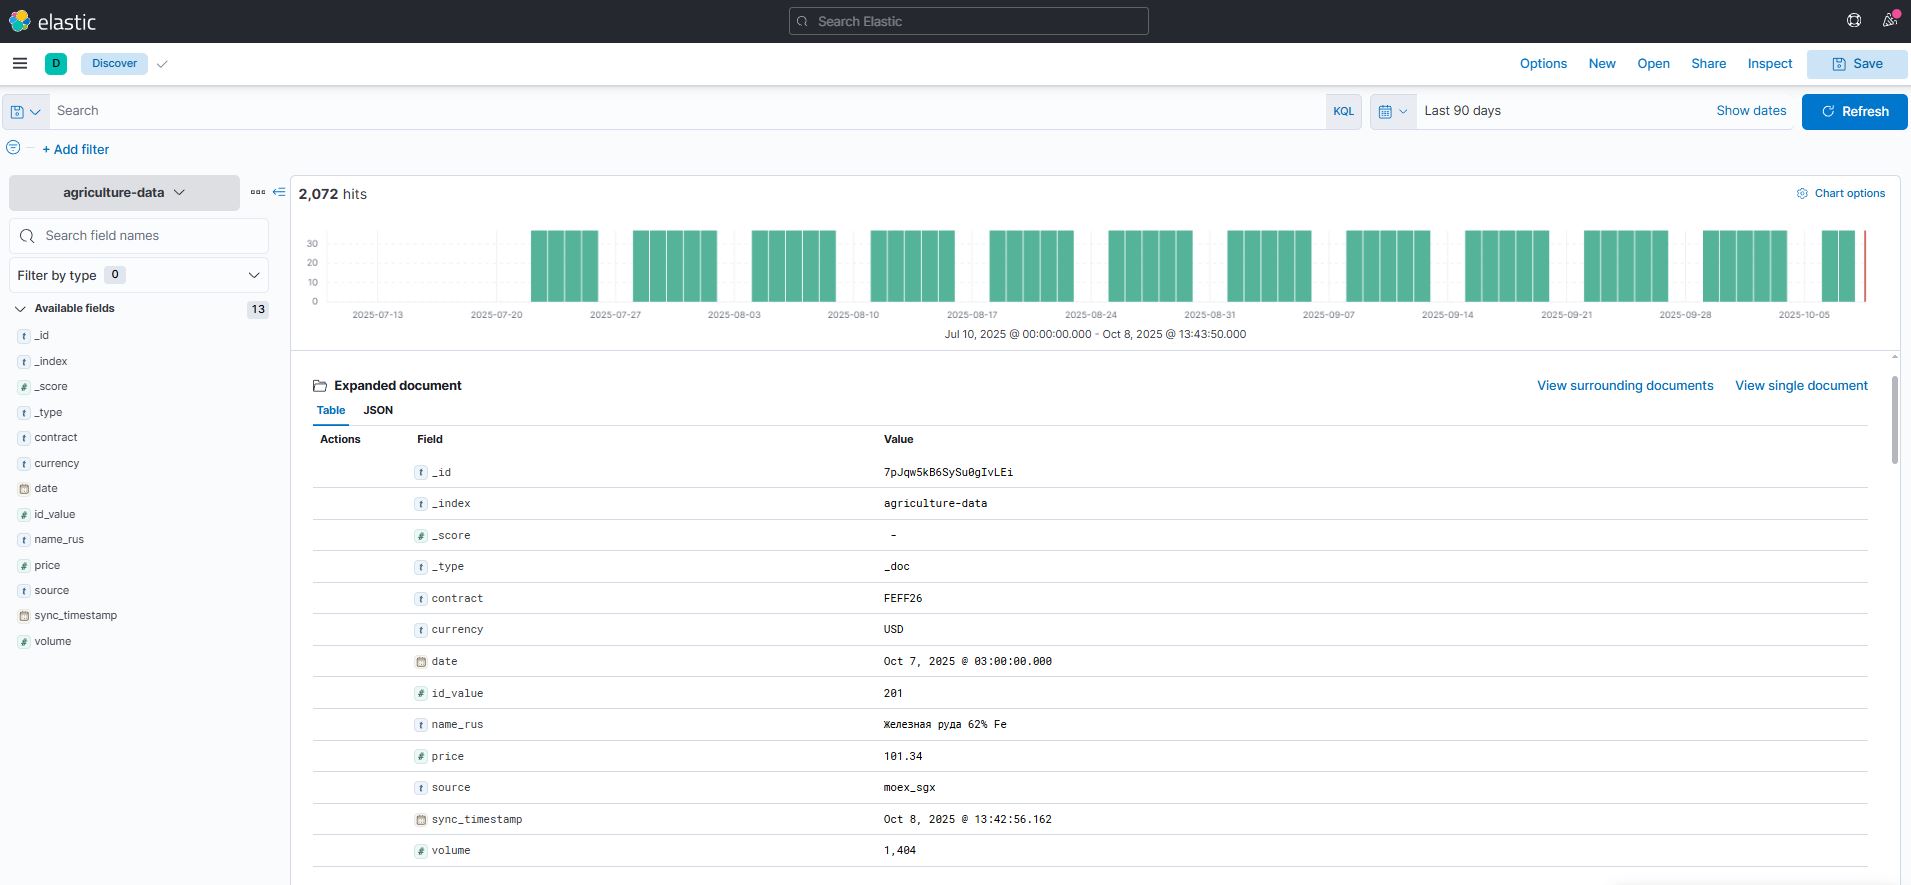 elastic
Search Elastic
D Discover
Options New Open Share Inspect Save
Search KQL Last 90 days Show dates Refresh
+ Add filter
agriculture-data
2,072 hits
Chart options
Search field names
Filter by type 0
Available fields 13
_id
_index
_score
_type
contract
currency
date
id_value
name_rus
price
source
sync_timestamp
volume
30
20
10
0
2025-07-13 2025-07-20 2025-07-27 2025-08-03 2025-08-10 2025-08-17 2025-08-24 2025-08-31 2025-09-07 2025-09-14 2025-09-21 2025-09-28 2025-10-05
Jul 10, 2025 @ 00:00:00.000 - Oct 8, 2025 @ 13:43:50.000
Expanded document
View surrounding documents View single document
Table JSON
Actions Field Value
t _id 7pJqw5kB6SySu0gIvLEi
t _index agriculture-data
# _score -
t _type _doc
t contract FEFF26
t currency USD
date Oct 7, 2025 @ 03:00:00.000
# id_value 201
t name_rus Железная руда 62% Fe
# price 101.34
t source moex_sgx
sync_timestamp Oct 8, 2025 @ 13:42:56.162
# volume 1,404